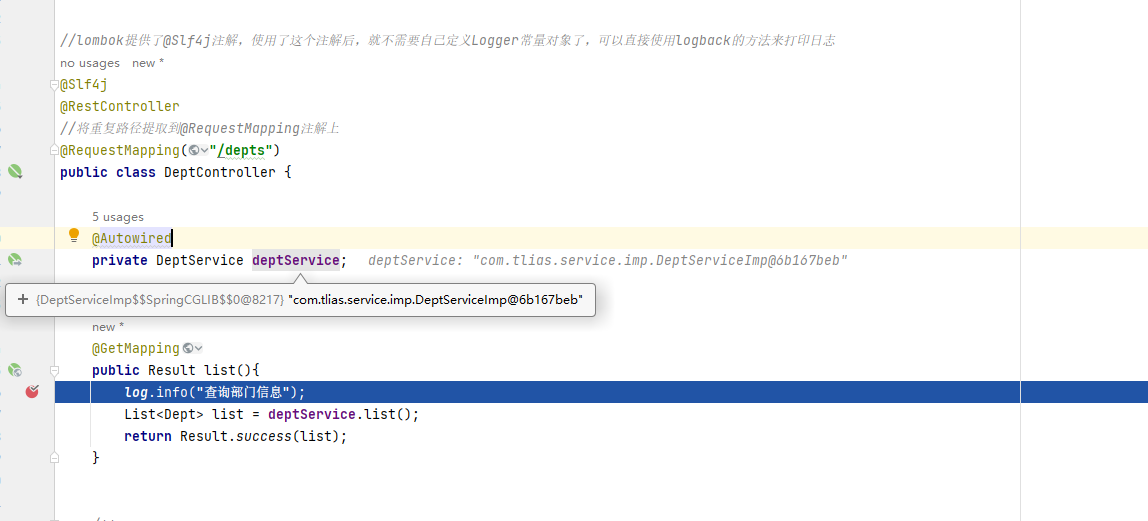 //lombok提供了@Slf4j注解，使用了这个注解后，就不需要自己定义Logger常量对象了，可以直接使用logback的方法来打印日志
no usages new *
@Slf4j
@RestController
//将重复路径提取到@RequestMapping注解上
@RequestMapping("/depts")
public class DeptController {
5 usages
@Autowired
private DeptService deptService; deptService: "com.tlias.service.imp.DeptServiceImp@6b167beb"
{DeptServiceImp$$SpringCGLIB$$0@8217} "com.tlias.service.imp.DeptServiceImp@6b167beb"
new *
@GetMapping
public Result list(){
log.info("查询部门信息");
List<Dept> list = deptService.list();
return Result.success(list);
}